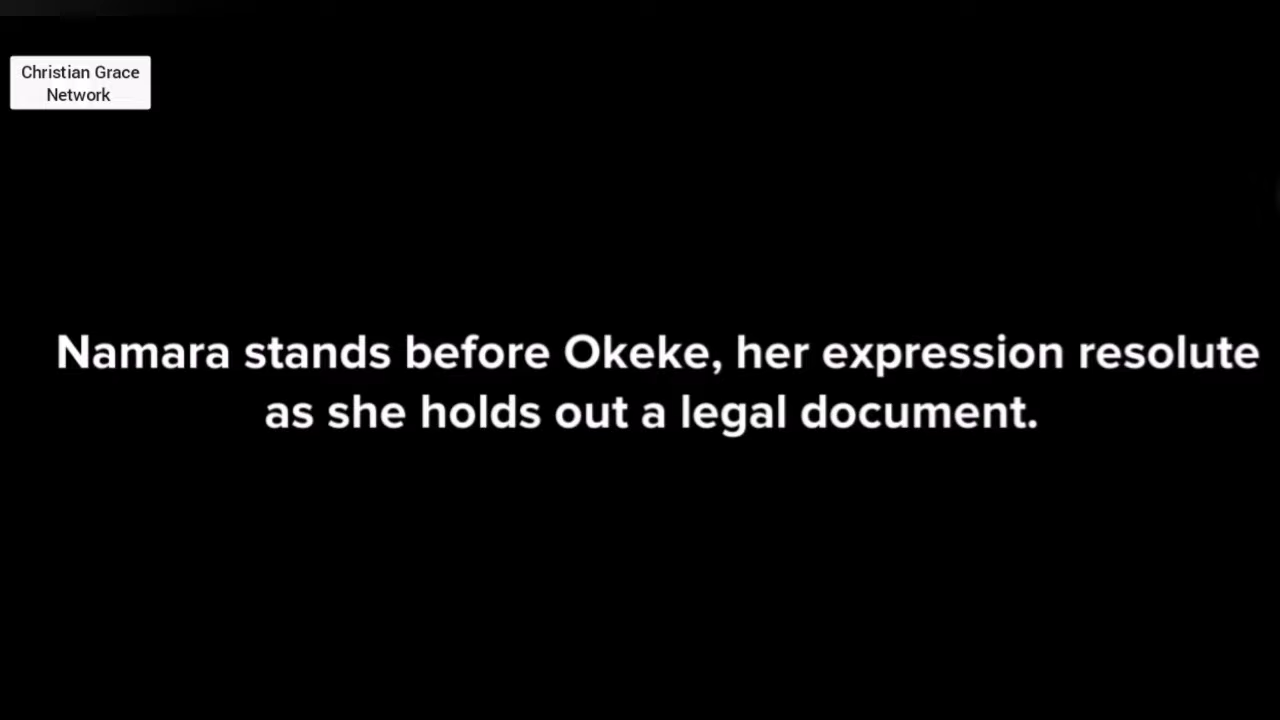 Christian Grace
Network
Namara stands before Okeke, her expression resolute
as she holds out a legal document.